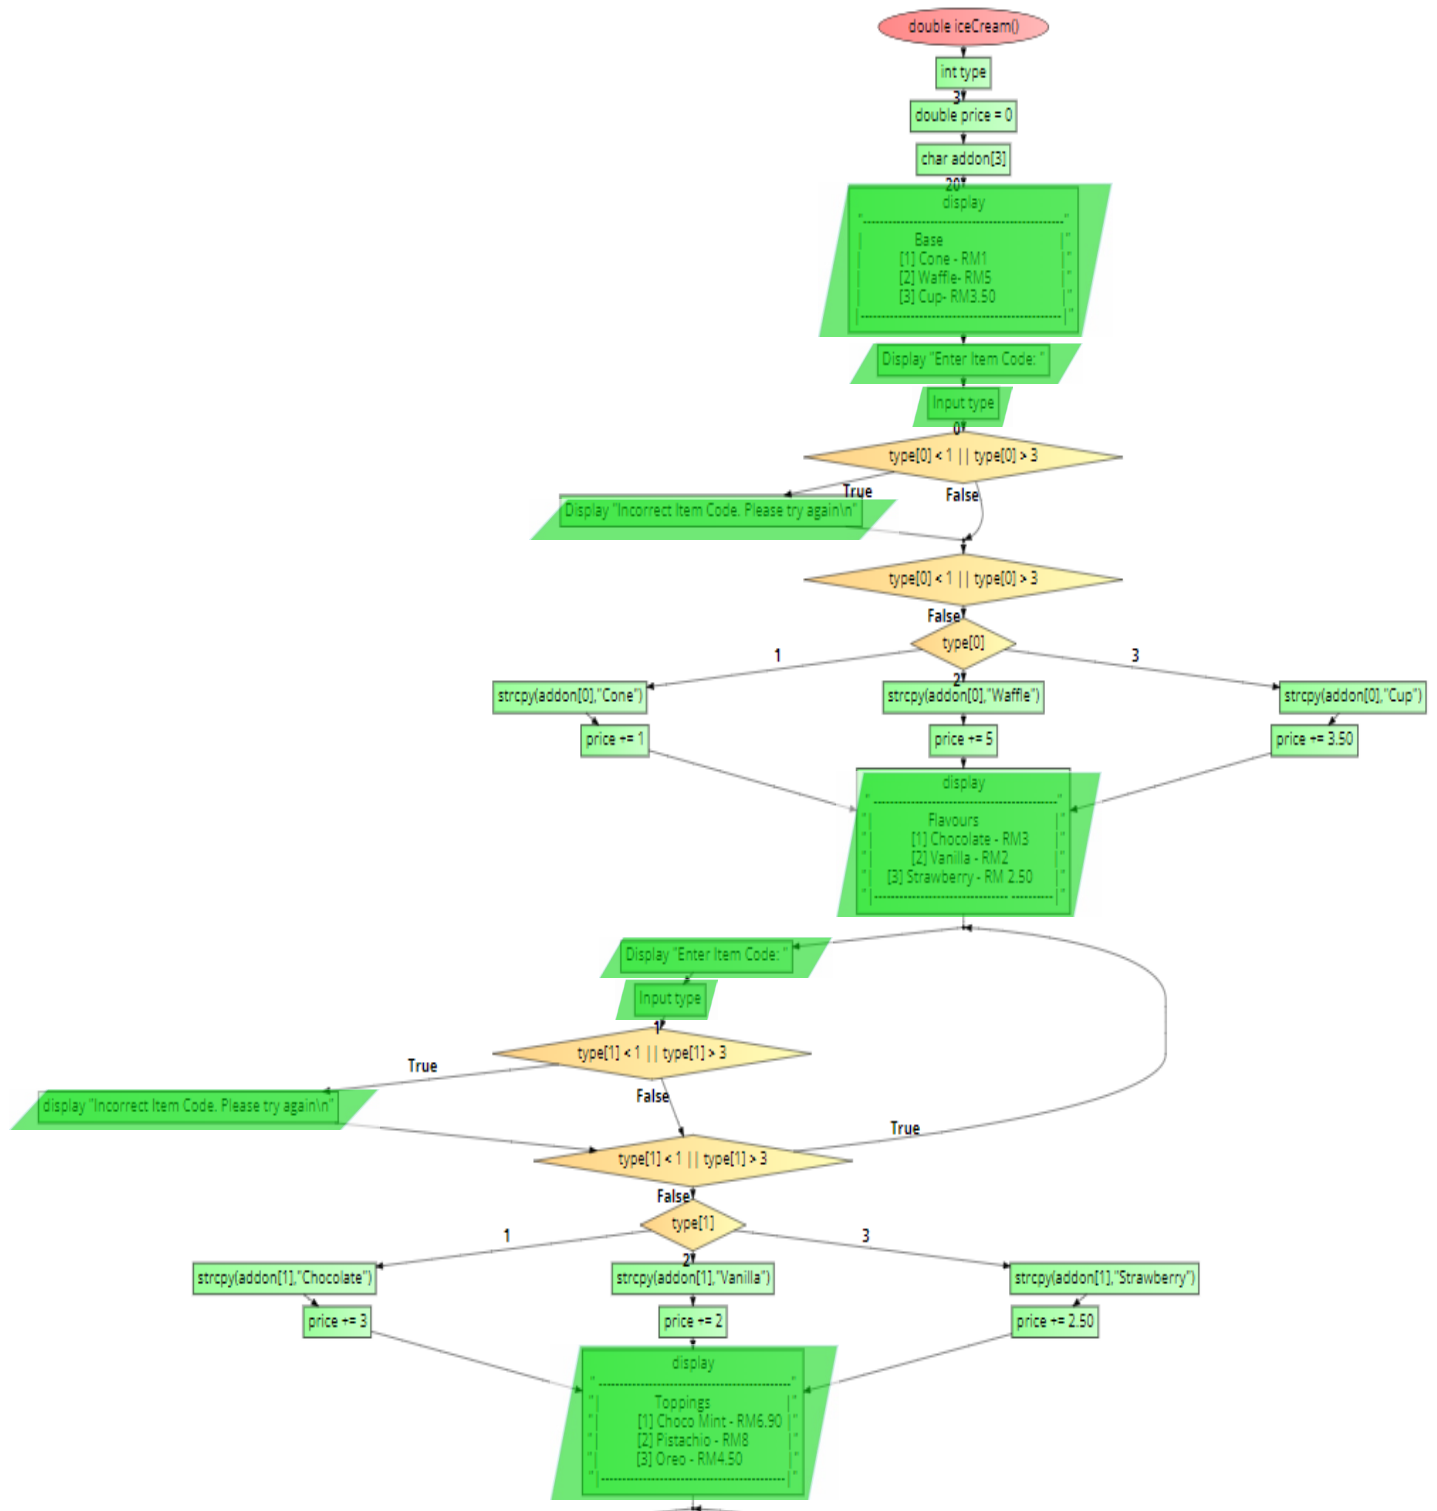 double iceCream()
int type
3
double price = 0
char addon[3]
20
display
"------------------------------------------------"
| Base |"
| [1] Cone - RM1 |"
| [2] Waffle- RM5 |"
| [3] Cup- RM3.50 |"
|------------------------------------------------|"
Display "Enter Item Code: "
Input type
0
type[0] < 1 || type[0] > 3
True
False
Display "Incorrect Item Code. Please try again\n"
type[0] < 1 || type[0] > 3
False
type[0]
1
2
3
strcpy(addon[0],"Cone")
strcpy(addon[0],"Waffle")
strcpy(addon[0],"Cup")
price += 1
price += 5
price += 3.50
display
"--------------------------------------------"
"| Flavours |"
"| [1] Chocolate - RM3 |"
"| [2] Vanilla - RM2 |"
"| [3] Strawberry - RM 2.50 |"
"|-------------------------------- ----------|"
Display "Enter Item Code: "
Input type
1
type[1] < 1 || type[1] > 3
True
False
display "Incorrect Item Code. Please try again\n"
True
type[1] < 1 || type[1] > 3
False
type[1]
1
2
3
strcpy(addon[1],"Chocolate")
strcpy(addon[1],"Vanilla")
strcpy(addon[1],"Strawberry")
price += 3
price += 2
price += 2.50
display
"----------------------------------------------"
"| Toppings |"
"| [1] Choco Mint - RM6.90 |"
"| [2] Pistachio - RM8 |"
"| [3] Oreo - RM4.50 |"
"|--------------------------------------------|"